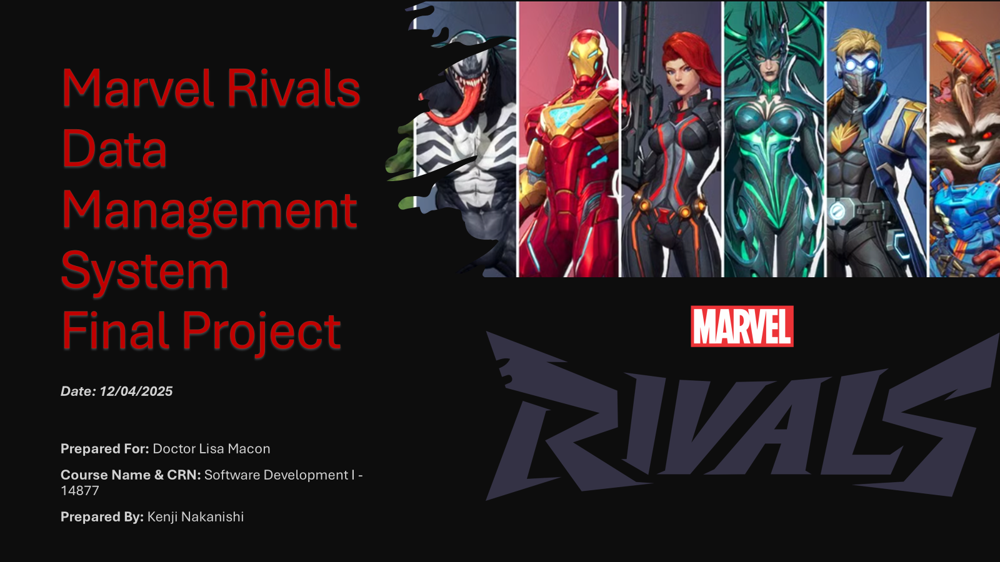 Marvel Rivals
Data
Management
System
Final Project
Date: 12/04/2025
Prepared For: Doctor Lisa Macon
Course Name & CRN: Software Development I -
14877
Prepared By: Kenji Nakanishi
MARVEL
RIVALS